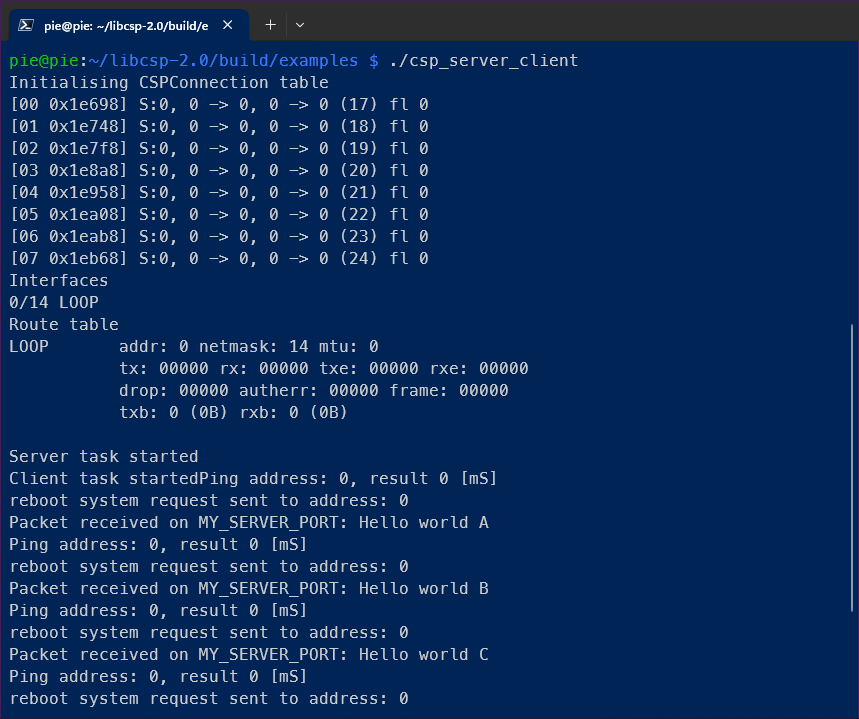 pie@pie: ~/libcsp-2.0/build/e
pie@pie:~/libcsp-2.0/build/examples $ ./csp_server_client
Initialising CSPConnection table
[00 0x1e698] S:0, 0 -> 0, 0 -> 0 (17) fl 0
[01 0x1e748] S:0, 0 -> 0, 0 -> 0 (18) fl 0
[02 0x1e7f8] S:0, 0 -> 0, 0 -> 0 (19) fl 0
[03 0x1e8a8] S:0, 0 -> 0, 0 -> 0 (20) fl 0
[04 0x1e958] S:0, 0 -> 0, 0 -> 0 (21) fl 0
[05 0x1ea08] S:0, 0 -> 0, 0 -> 0 (22) fl 0
[06 0x1eab8] S:0, 0 -> 0, 0 -> 0 (23) fl 0
[07 0x1eb68] S:0, 0 -> 0, 0 -> 0 (24) fl 0
Interfaces
0/14 LOOP
Route table
LOOP       addr: 0 netmask: 14 mtu: 0
           tx: 00000 rx: 00000 txe: 00000 rxe: 00000
           drop: 00000 autherr: 00000 frame: 00000
           txb: 0 (0B) rxb: 0 (0B)
Server task started
Client task startedPing address: 0, result 0 [mS]
reboot system request sent to address: 0
Packet received on MY_SERVER_PORT: Hello world A
Ping address: 0, result 0 [mS]
reboot system request sent to address: 0
Packet received on MY_SERVER_PORT: Hello world B
Ping address: 0, result 0 [mS]
reboot system request sent to address: 0
Packet received on MY_SERVER_PORT: Hello world C
Ping address: 0, result 0 [mS]
reboot system request sent to address: 0